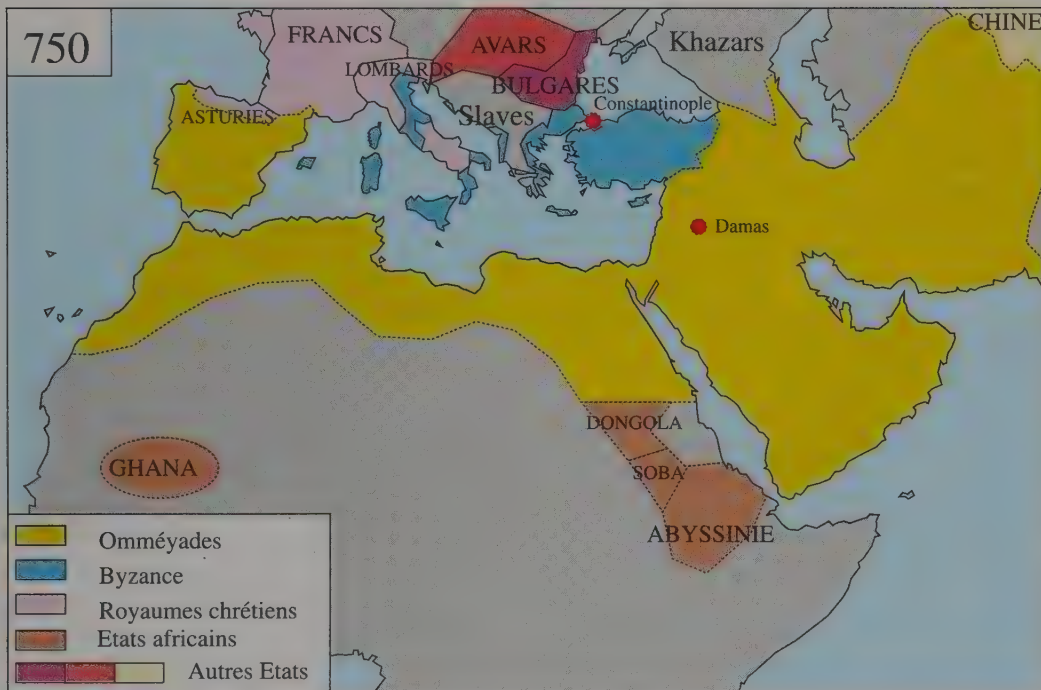 750
FRANCS
AVARS
Khazars
CHINE
LOMBARDS
BULGARES
Constantinople
ASTURIES
Slaves
Damas
DONGOLA
GHANA
SOBA
ABYSSINIE
Omméyades
Byzance
Royaumes chrétiens
Etats africains
Autres Etats